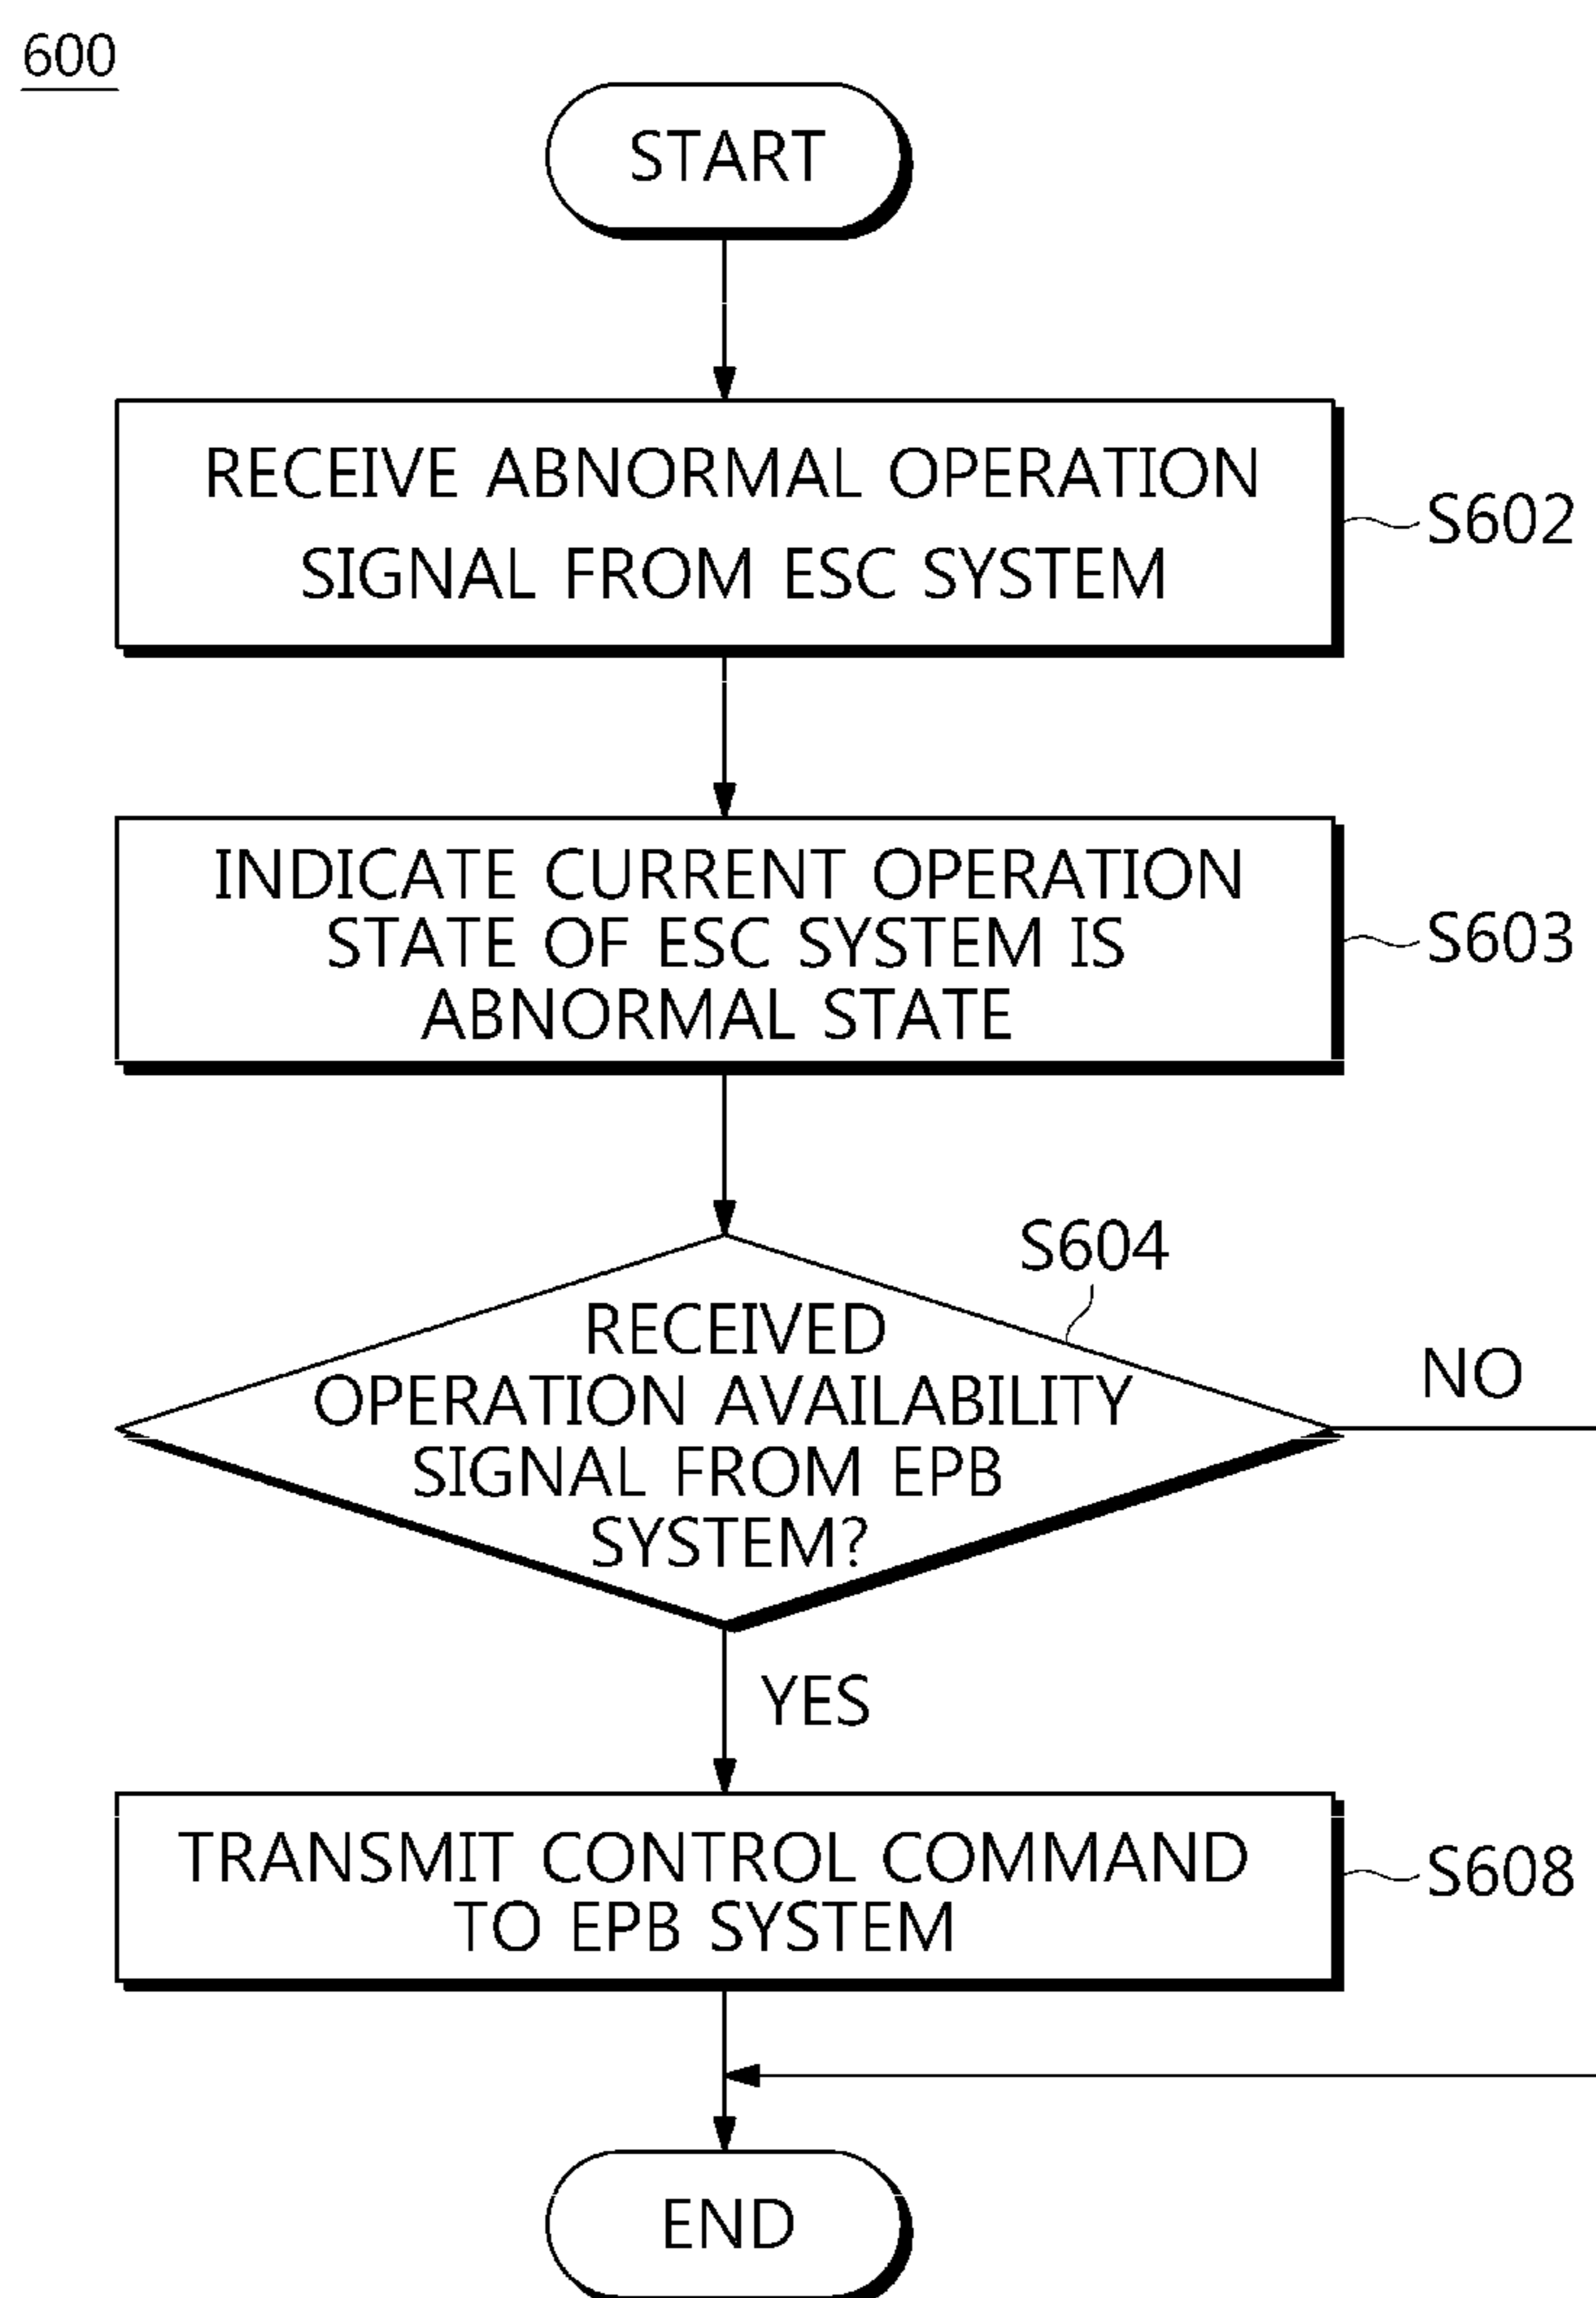 600
START
RECEIVE ABNORMAL OPERATION
SIGNAL FROM ESC SYSTEM
S602
INDICATE CURRENT OPERATION
STATE OF ESC SYSTEM IS
ABNORMAL STATE
S603
S604
RECEIVED
OPERATION AVAILABILITY
SIGNAL FROM EPB
SYSTEM?
NO
YES
TRANSMIT CONTROL COMMAND
TO EPB SYSTEM
S608
END